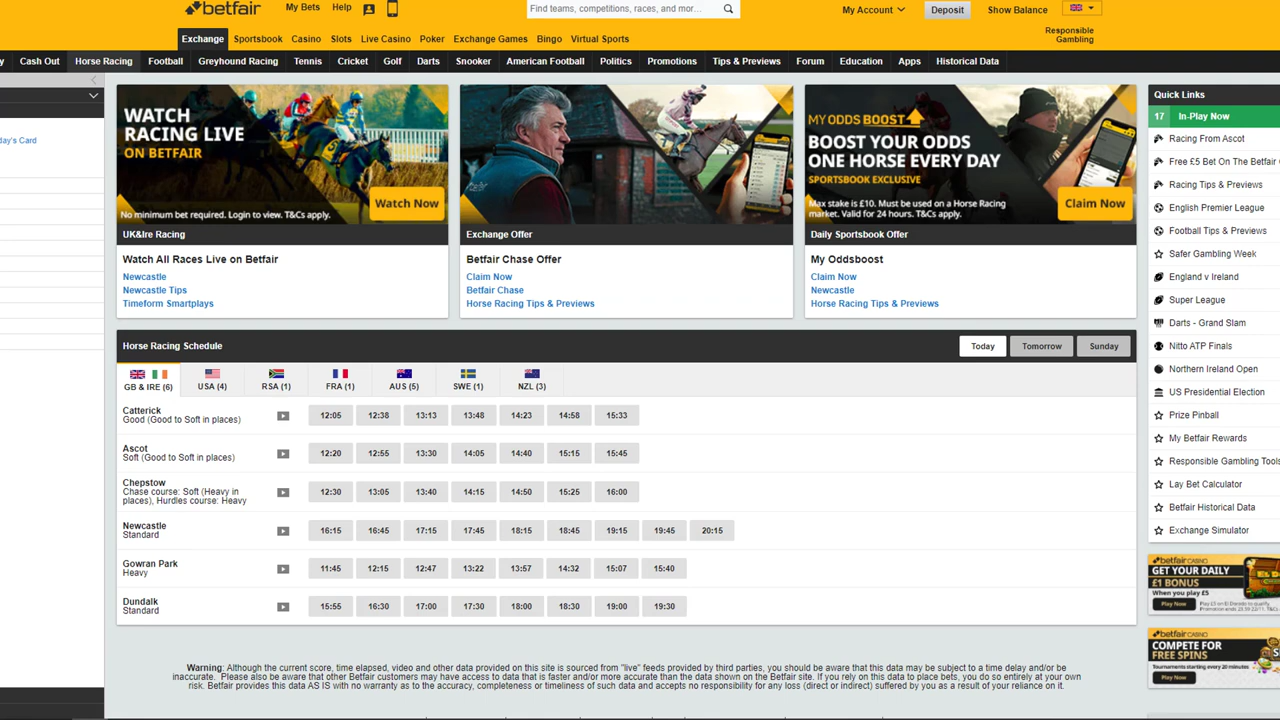 betfair
My Bets
Help
Find teams, competitions, races, and mor...
My Account
Deposit
Show Balance
Exchange
Sportsbook
Casino
Slots
Live Casino
Poker
Exchange Games
Bingo
Virtual Sports
Responsible
Gambling
y
Cash Out
Horse Racing
Football
Greyhound Racing
Tennis
Cricket
Golf
Darts
Snooker
American Football
Politics
Promotions
Tips & Previews
Forum
Education
Apps
Historical Data
day's Card
WATCH
RACING LIVE
ON BETFAIR
Watch Now
No minimum bet required. Login to view. T&Cs apply.
UK&Ire Racing
Watch All Races Live on Betfair
Newcastle
Newcastle Tips
Timeform Smartplays
Exchange Offer
Betfair Chase Offer
Claim Now
Betfair Chase
Horse Racing Tips & Previews
MY ODDS BOOST
BOOST YOUR ODDS
ONE HORSE EVERY DAY
SPORTSBOOK EXCLUSIVE
Max stake is £10. Must be used on a Horse Racing
market. Valid for 24 hours. T&Cs apply.
Claim Now
Daily Sportsbook Offer
My Oddsboost
Claim Now
Newcastle
Horse Racing Tips & Previews
Horse Racing Schedule
Today
Tomorrow
Sunday
GB & IRE (6)
USA (4)
RSA (1)
FRA (1)
AUS (5)
SWE (1)
NZL (3)
Catterick
Good (Good to Soft in places)
12:05 12:38 13:13 13:48 14:23 14:58 15:33
Ascot
Soft (Good to Soft in places)
12:20 12:55 13:30 14:05 14:40 15:15 15:45
Chepstow
Chase course: Soft (Heavy in
places), Hurdles course: Heavy
12:30 13:05 13:40 14:15 14:50 15:25 16:00
Newcastle
Standard
16:15 16:45 17:15 17:45 18:15 18:45 19:15 19:45 20:15
Gowran Park
Heavy
11:45 12:15 12:47 13:22 13:57 14:32 15:07 15:40
Dundalk
Standard
15:55 16:30 17:00 17:30 18:00 18:30 19:00 19:30
Warning: Although the current score, time elapsed, video and other data provided on this site is sourced from "live" feeds provided by third parties, you should be aware that this data may be subject to a time delay and/or be
inaccurate. Please also be aware that other Betfair customers may have access to data that is faster and/or more accurate than the data shown on the Betfair site. If you rely on this data to place bets, you do so entirely at your own
risk. Betfair provides this data AS IS with no warranty as to the accuracy, completeness or timeliness of such data and accepts no responsibility for any loss (direct or indirect) suffered by you as a result of your reliance on it.
Quick Links
17 In-Play Now
Racing From Ascot
Free £5 Bet On The Betfair
Racing Tips & Previews
English Premier League
Football Tips & Previews
Safer Gambling Week
England v Ireland
Super League
Darts - Grand Slam
Nitto ATP Finals
Northern Ireland Open
US Presidential Election
Prize Pinball
My Betfair Rewards
Responsible Gambling Tools
Lay Bet Calculator
Betfair Historical Data
Exchange Simulator
betfair CASINO
GET YOUR DAILY
£1 BONUS
When you play £5
Play Now
betfair CASINO
COMPETE FOR
FREE SPINS
Tournaments starting every 20 minutes
Play Now